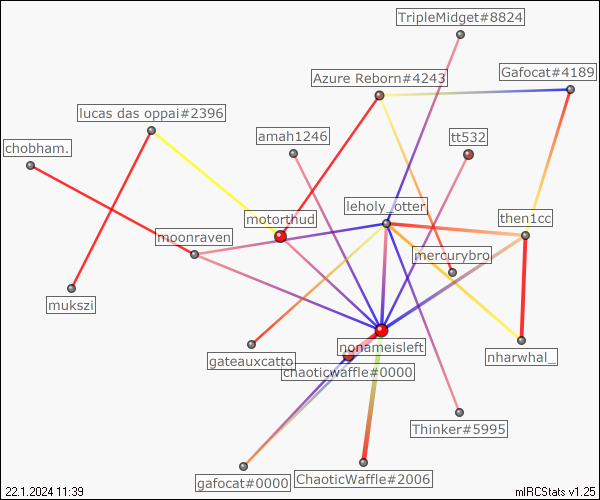 TripleMidget#8824
Gafocat#4189
Azure Reborn#4243
lucas das oppai#2396
amah1246
tt532
chobham.
leholy_otter
motorthud
then1cc
moonraven
mercurybro
mukszi
nonameisleft
gateauxcatto
nharwhal_
chaoticwaffle#0000
Thinker#5995
ChaoticWaffle#2006
gafocat#0000
22.1.2024 11:39
mIRCStats v1.25